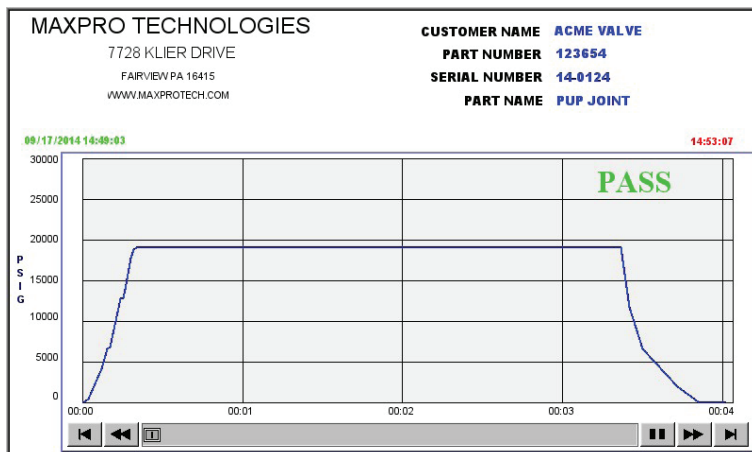 MAXPRO TECHNOLOGIES
7728 KLIER DRIVE
FAIRVIEW PA 16415
WWW.MAXPROTECH.COM
CUSTOMER NAME ACME VALVE
PART NUMBER 123654
SERIAL NUMBER 14-0124
PART NAME PUP JOINT
09/17/2014 14:49:03
14:53:07
PASS
PSIG
30000
25000
20000
15000
10000
5000
0
00:00 00:01 00:02 00:03 00:04